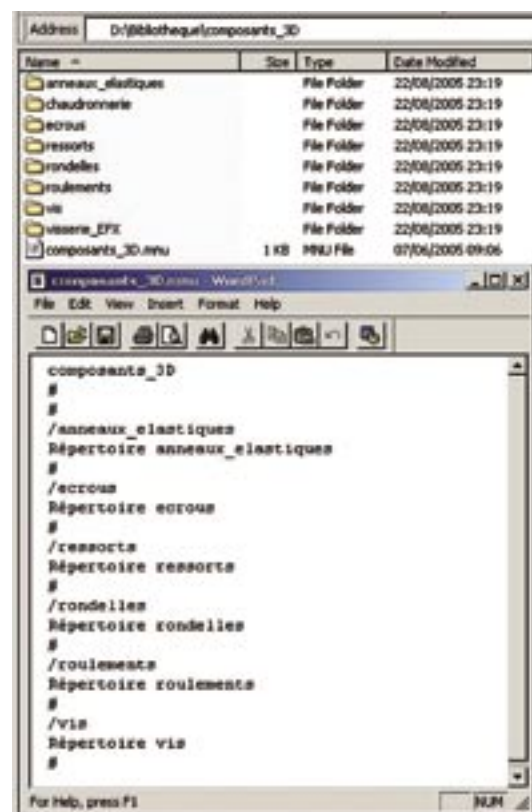 Address D:\Bibliotheque\composants_3D
Name Size Type Date Modified
anneaux_elastiques File Folder 22/08/2005 23:19
chaudronnerie File Folder 22/08/2005 23:19
ecrous File Folder 22/08/2005 23:19
ressorts File Folder 22/08/2005 23:19
rondelles File Folder 22/08/2005 23:19
roulements File Folder 22/08/2005 23:19
vis File Folder 22/08/2005 23:19
visserie_EFX File Folder 22/08/2005 23:19
composants_3D.mnu 1 KB MNU File 07/06/2005 09:06
composants_3D.mnu - WordPad
File Edit View Insert Format Help
composants_3D
#
#
/anneaux_elastiques
Répertoire anneaux_elastiques
#
/ecrous
Répertoire ecrous
#
/ressorts
Répertoire ressorts
#
/rondelles
Répertoire rondelles
#
/roulements
Répertoire roulements
#
/vis
Répertoire vis
#
For Help, press F1 NUM